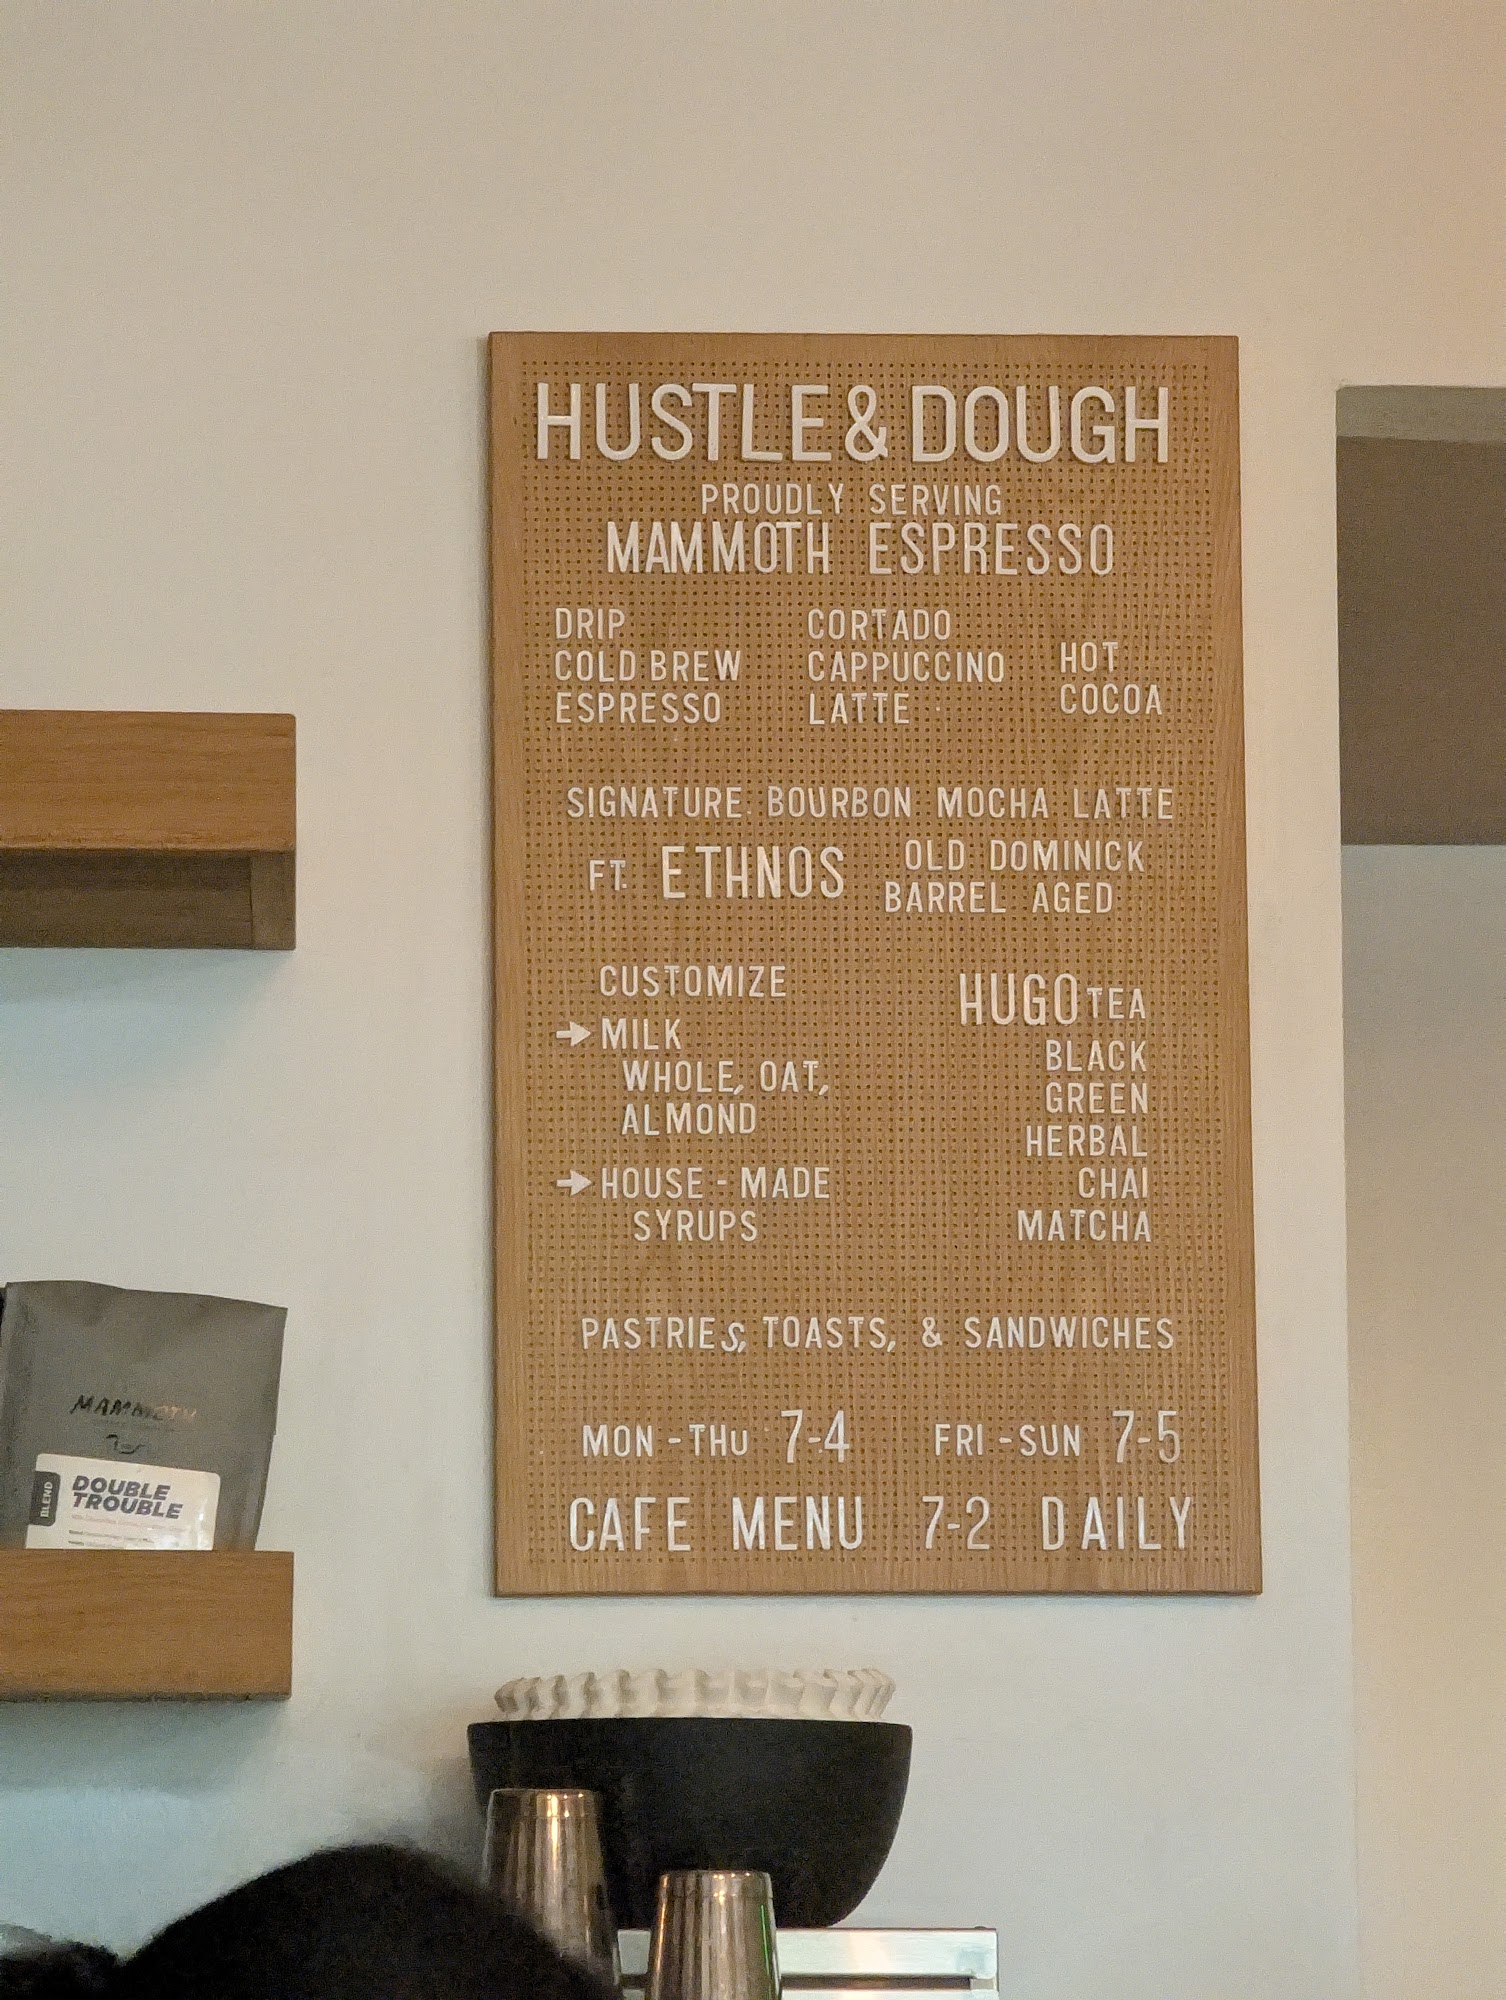 HUSTLE & DOUGH
PROUDLY SERVING
MAMMOTH ESPRESSO
DRIP
COLD BREW
ESPRESSO
CORTADO
CAPPUCCINO
LATTE
HOT
COCOA
SIGNATURE: BOURBON MOCHA LATTE
FT. ETHNOS
OLD DOMINICK
BARREL AGED
CUSTOMIZE
→ MILK
WHOLE, OAT,
ALMOND
→ HOUSE-MADE
SYRUPS
HUGO TEA
BLACK
GREEN
HERBAL
CHAI
MATCHA
PASTRIES, TOASTS, & SANDWICHES
MON-THU 7-4 FRI-SUN 7-5
CAFE MENU 7-2 DAILY
MAMMOTH
BLEND
DOUBLE
TROUBLE